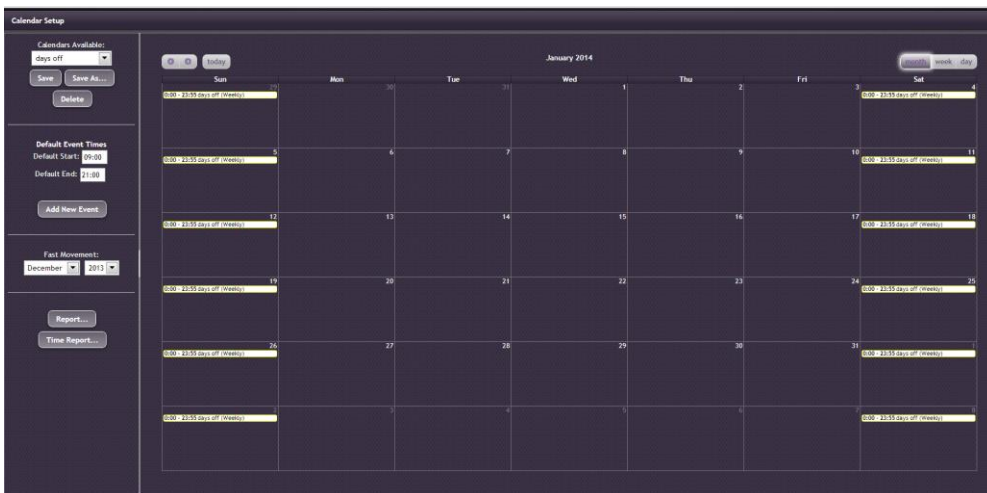 Calendar Setup
Calendars Available:
days off
Save Save As...
Delete
Default Event Times
Default Start: 09:00
Default End: 21:00
Add New Event
Fast Movement:
December 2013
Report...
Time Report...
today January 2014 month week day
Sun Mon Tue Wed Thu Fri Sat
29 30 31 1 2 3 4
0:00 - 23:55 days off (Weekly) 0:00 - 23:55 days off (Weekly)
5 6 7 8 9 10 11
0:00 - 23:55 days off (Weekly) 0:00 - 23:55 days off (Weekly)
12 13 14 15 16 17 18
0:00 - 23:55 days off (Weekly) 0:00 - 23:55 days off (Weekly)
19 20 21 22 23 24 25
0:00 - 23:55 days off (Weekly) 0:00 - 23:55 days off (Weekly)
26 27 28 29 30 31 1
0:00 - 23:55 days off (Weekly) 0:00 - 23:55 days off (Weekly)
2 3 4 5 6 7 8
0:00 - 23:55 days off (Weekly) 0:00 - 23:55 days off (Weekly)